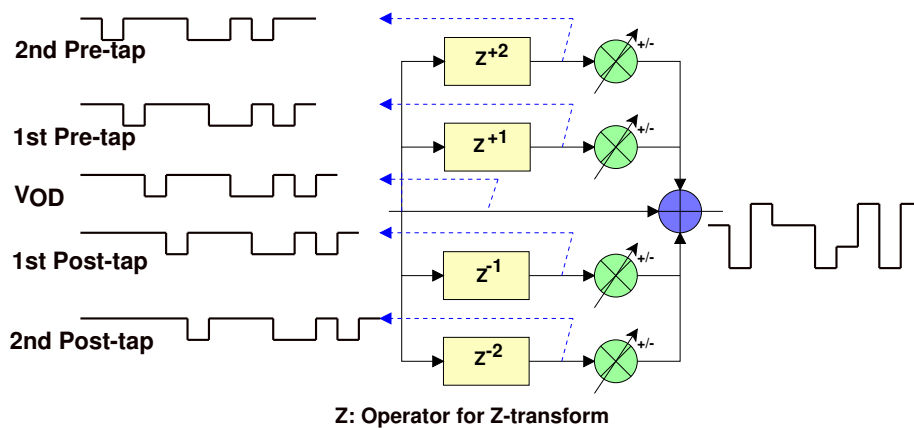 2nd Pre-tap
Z+2
+/-
1st Pre-tap
Z+1
+/-
VOD
1st Post-tap
Z-1
+/-
2nd Post-tap
Z-2
+/-
Z: Operator for Z-transform